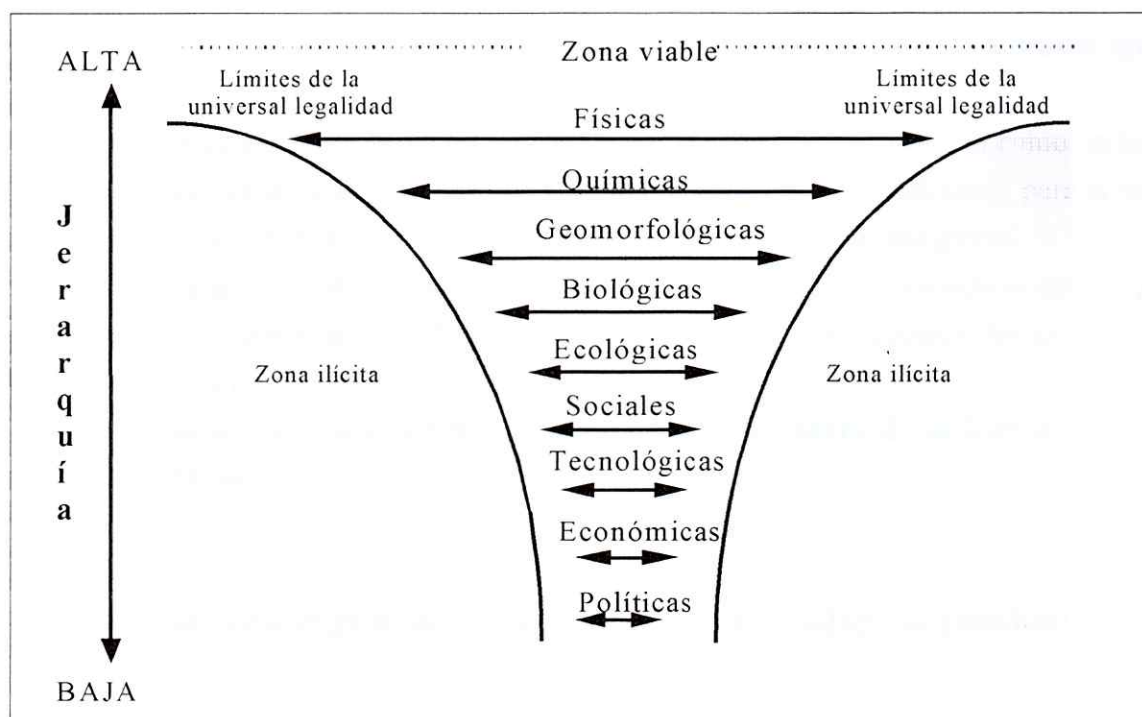 Zona viable
ALTA
Límites de la
universal legalidad
Límites de la
universal legalidad
Físicas
Químicas
Geomorfológicas
Biológicas
Ecológicas
Zona ilícita
Zona ilícita
Sociales
Tecnológicas
Económicas
Políticas
Jerarquía
BAJA